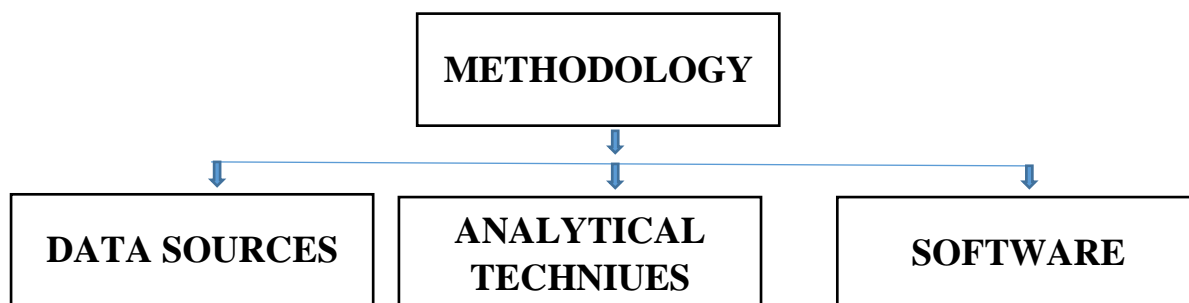 METHODOLOGY
DATA SOURCES
ANALYTICAL
TECHNIUES
SOFTWARE